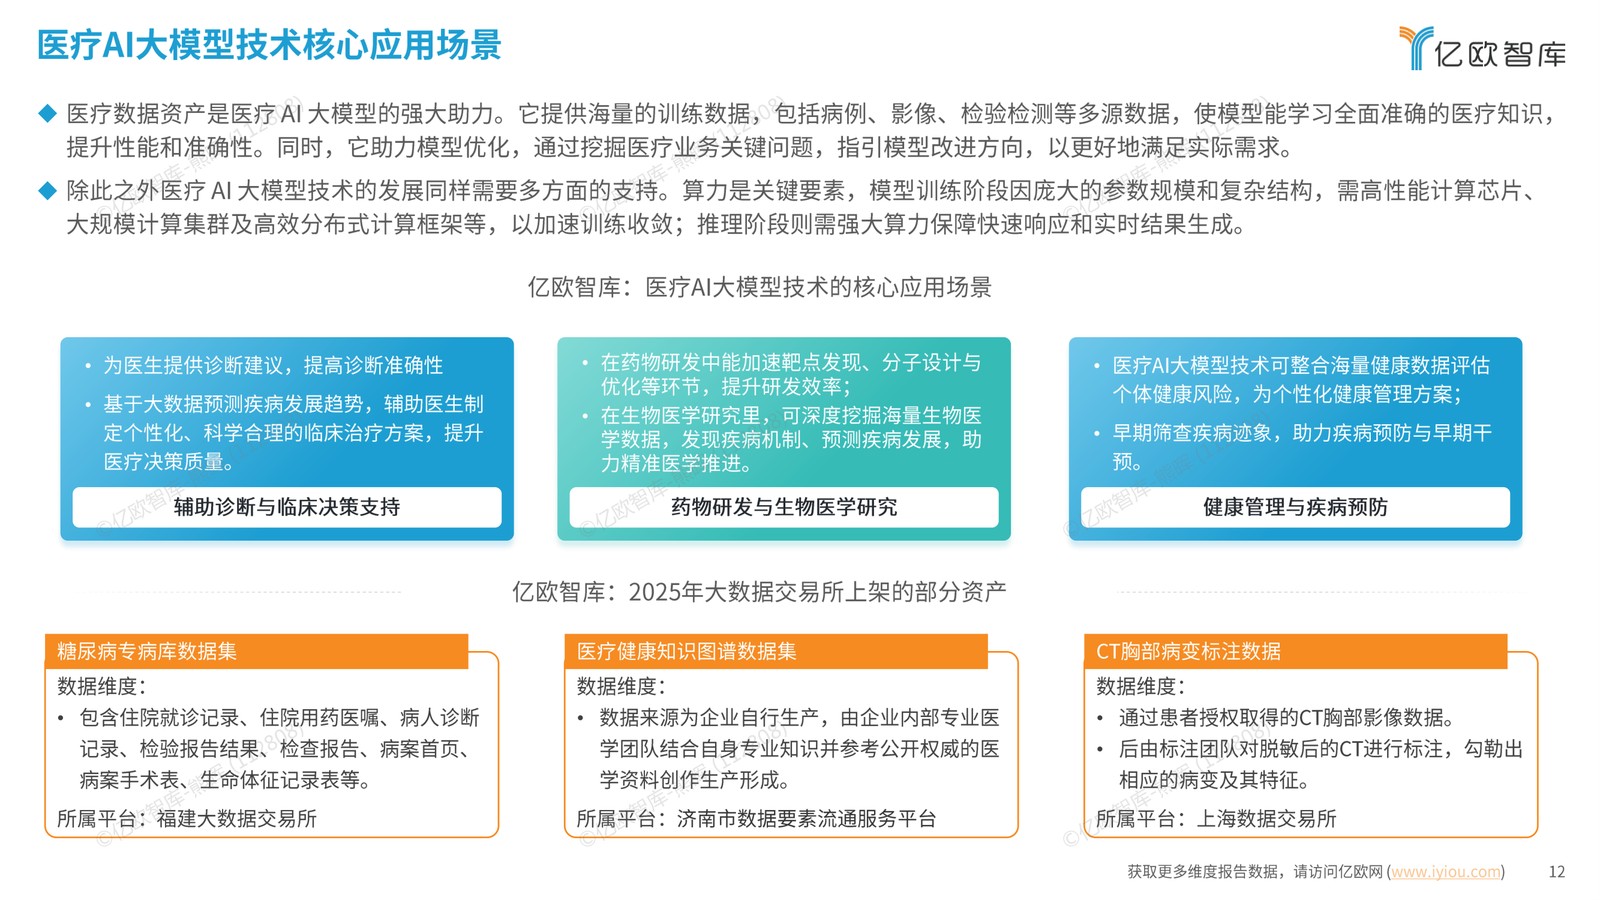 医疗AI大模型技术核心应用场景
亿欧智库
◆ 医疗数据资产是医疗 AI 大模型的强大助力。它提供海量的训练数据，包括病例、影像、检验检测等多源数据，使模型能学习全面准确的医疗知识，
提升性能和准确性。同时，它助力模型优化，通过挖掘医疗业务关键问题，指引模型改进方向，以更好地满足实际需求。
◆ 除此之外医疗 AI 大模型技术的发展同样需要多方面的支持。算力是关键要素，模型训练阶段因庞大的参数规模和复杂结构，需高性能计算芯片、
大规模计算集群及高效分布式计算框架等，以加速训练收敛；推理阶段则需强大算力保障快速响应和实时结果生成。
亿欧智库：医疗AI大模型技术的核心应用场景
• 为医生提供诊断建议，提高诊断准确性
• 基于大数据预测疾病发展趋势，辅助医生制
定个性化、科学合理的临床治疗方案，提升
医疗决策质量。
辅助诊断与临床决策支持
• 在药物研发中能加速靶点发现、分子设计与
优化等环节，提升研发效率；
• 在生物医学研究里，可深度挖掘海量生物医
学数据，发现疾病机制、预测疾病发展，助
力精准医学推进。
药物研发与生物医学研究
• 医疗AI大模型技术可整合海量健康数据评估
个体健康风险，为个性化健康管理方案；
• 早期筛查疾病迹象，助力疾病预防与早期干
预。
健康管理与疾病预防
亿欧智库：2025年大数据交易所上架的部分资产
糖尿病专病库数据集
数据维度：
• 包含住院就诊记录、住院用药医嘱、病人诊断
记录、检验报告结果、检查报告、病案首页、
病案手术表、生命体征记录表等。
所属平台：福建大数据交易所
医疗健康知识图谱数据集
数据维度：
• 数据来源为企业自行生产，由企业内部专业医
学团队结合自身专业知识并参考公开权威的医
学资料创作生产形成。
所属平台：济南市数据要素流通服务平台
CT胸部病变标注数据
数据维度：
• 通过患者授权取得的CT胸部影像数据。
• 后由标注团队对脱敏后的CT进行标注，勾勒出
相应的病变及其特征。
所属平台：上海数据交易所
获取更多维度报告数据，请访问亿欧网 (www.iyiou.com)
12